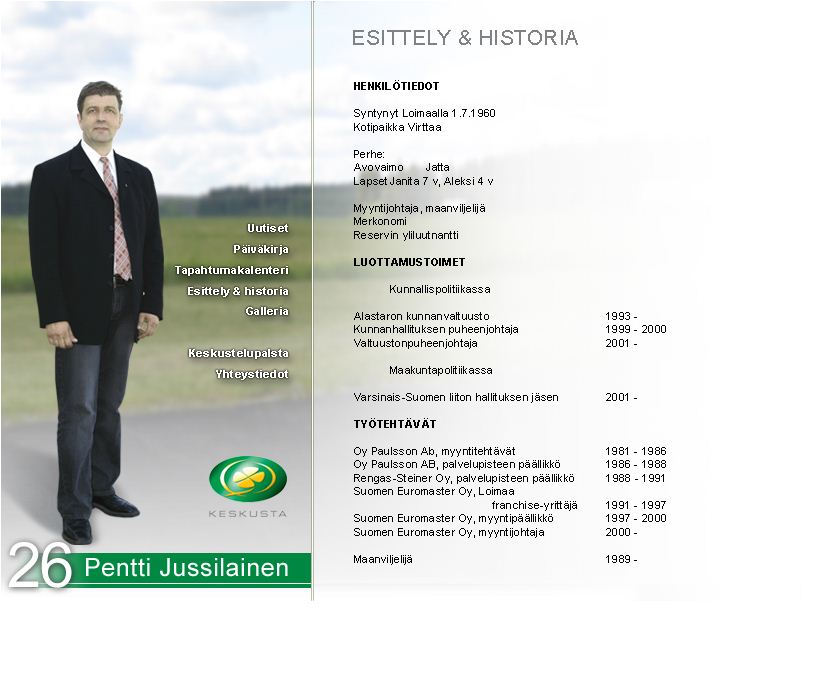 ESITTELY & HISTORIA
HENKILÖTIEDOT
Syntynyt Loimaalla 1.7.1960
Kotipaikka Virttaa
Perhe:
Avovaimo Jatta
Lapset Janita 7 v, Aleksi 4 v
Myyntijohtaja, maanviljelijä
Merkonomi
Reservin yliluutnantti
LUOTTAMUSTOIMET
Kunnallispolitiikassa
Alastaron kunnanvaltuusto 1993 -
Kunnanhallituksen puheenjohtaja 1999 - 2000
Valtuustonpuheenjohtaja 2001 -
Maakuntapolitiikassa
Varsinais-Suomen liiton hallituksen jäsen 2001 -
TYÖTEHTÄVÄT
Oy Paulsson Ab, myyntitehtävät 1981 - 1986
Oy Paulsson AB, palvelupisteen päällikkö 1986 - 1988
Rengas-Steiner Oy, palvelupisteen päällikkö 1988 - 1991
Suomen Euromaster Oy, Loimaa
franchise-yrittäjä 1991 - 1997
Suomen Euromaster Oy, myyntipäällikkö 1997 - 2000
Suomen Euromaster Oy, myyntijohtaja 2000 -
Maanviljelijä 1989 -
Uutiset
Päiväkirja
Tapahtumakalenteri
Esittely & historia
Galleria
Keskustelupalsta
Yhteystiedot
KESKUSTA
26 Pentti Jussilainen